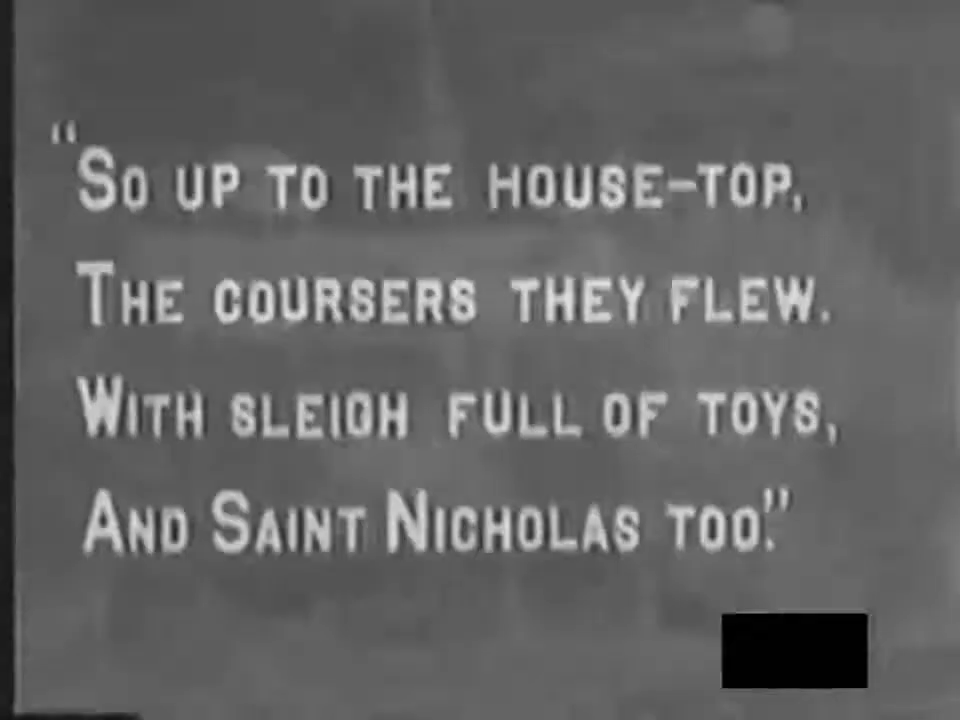 “So up to the house-top,
The coursers they flew.
With sleigh full of toys,
And Saint Nicholas too.”